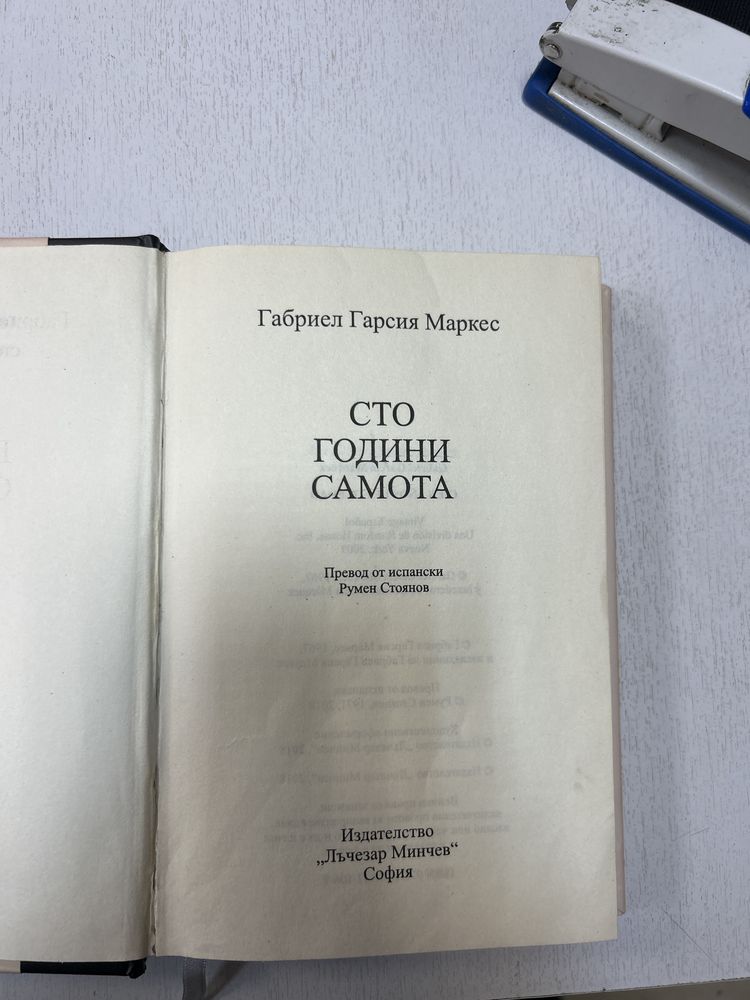 Габриел Гарсия Маркес
СТО
ГОДИНИ
САМОТА
Превод от испански
Румен Стоянов
Издателство
„Лъчезар Минчев“
София